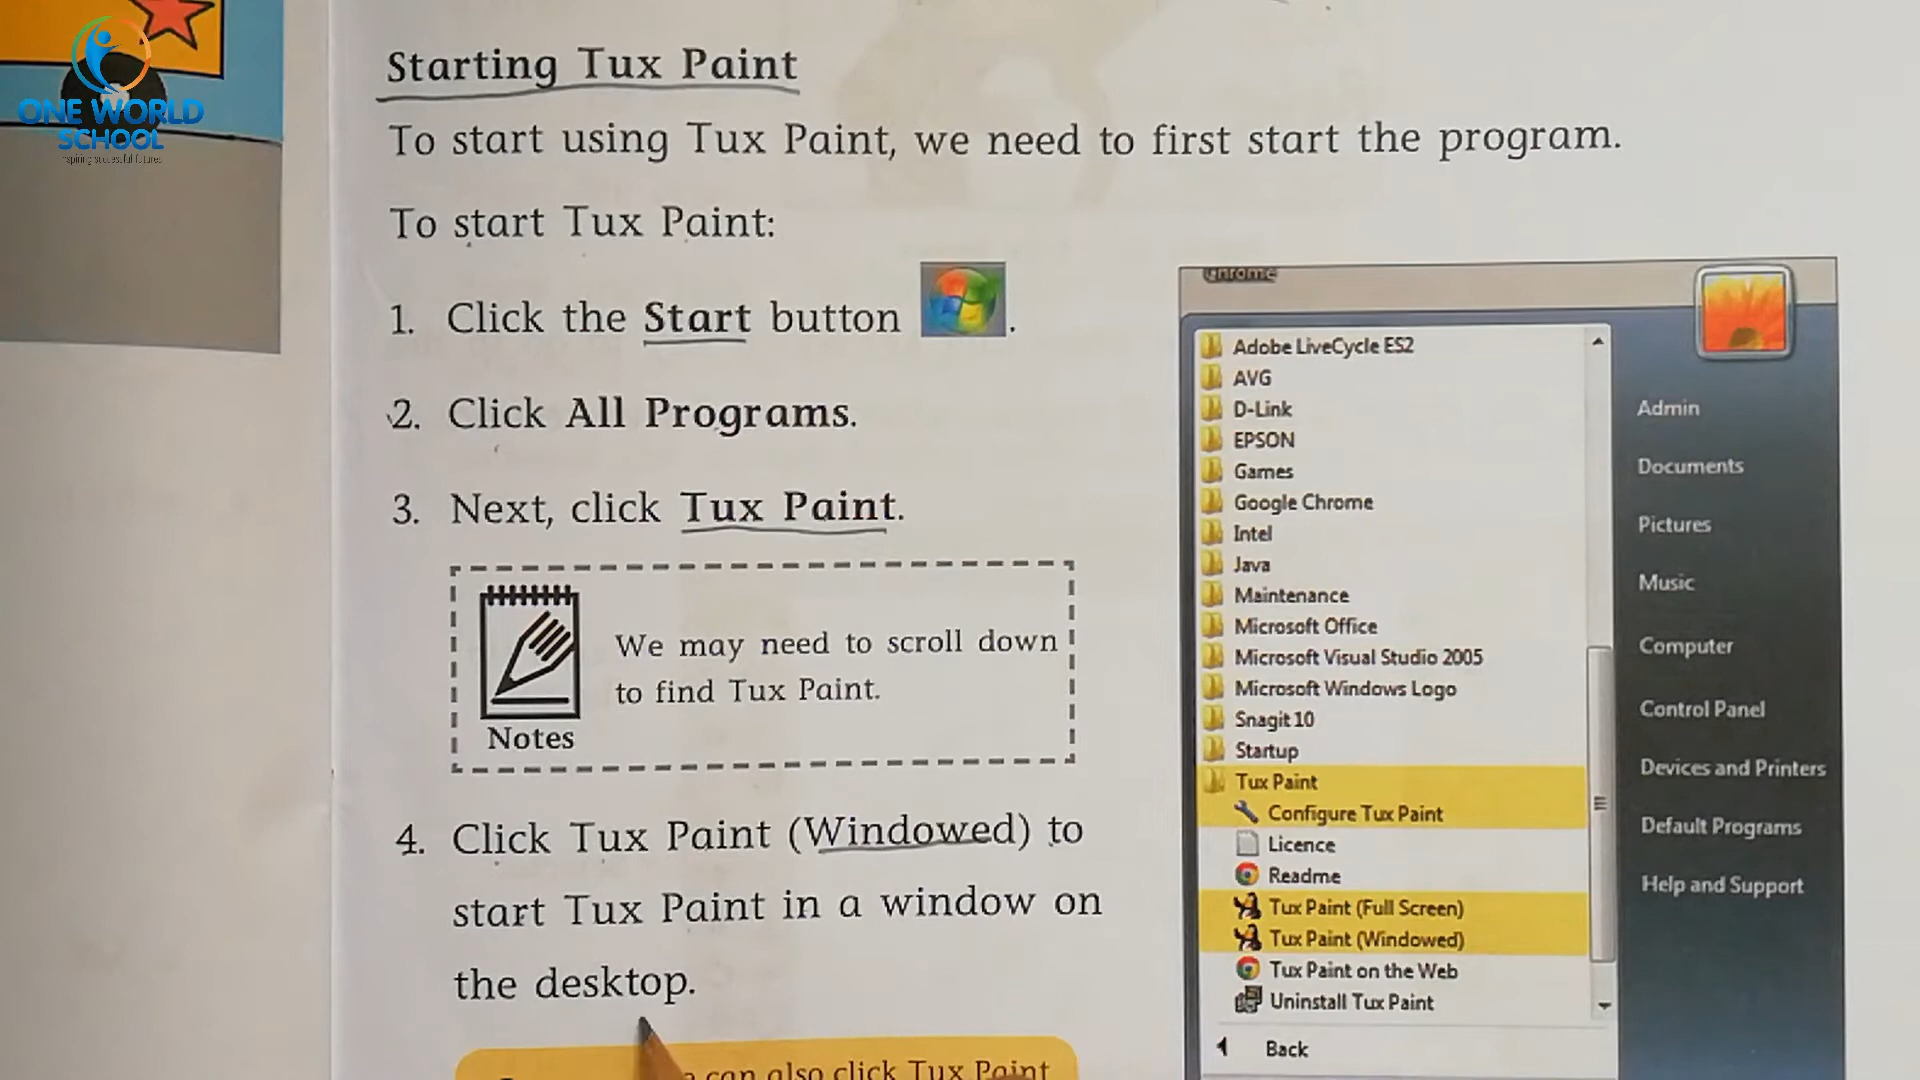 ONE WORLD
SCHOOL
Inspiring successful futures
Starting Tux Paint
To start using Tux Paint, we need to first start the program.
To start Tux Paint:
1. Click the Start button .
2. Click All Programs.
3. Next, click Tux Paint.
We may need to scroll down
to find Tux Paint.
Notes
4. Click Tux Paint (Windowed) to
start Tux Paint in a window on
the desktop.
can also click Tux Paint
Chrome
Adobe LiveCycle ES2
AVG
D-Link
EPSON
Games
Google Chrome
Intel
Java
Maintenance
Microsoft Office
Microsoft Visual Studio 2005
Microsoft Windows Logo
Snagit 10
Startup
Tux Paint
Configure Tux Paint
Licence
Readme
Tux Paint (Full Screen)
Tux Paint (Windowed)
Tux Paint on the Web
Uninstall Tux Paint
Back
Admin
Documents
Pictures
Music
Computer
Control Panel
Devices and Printers
Default Programs
Help and Support